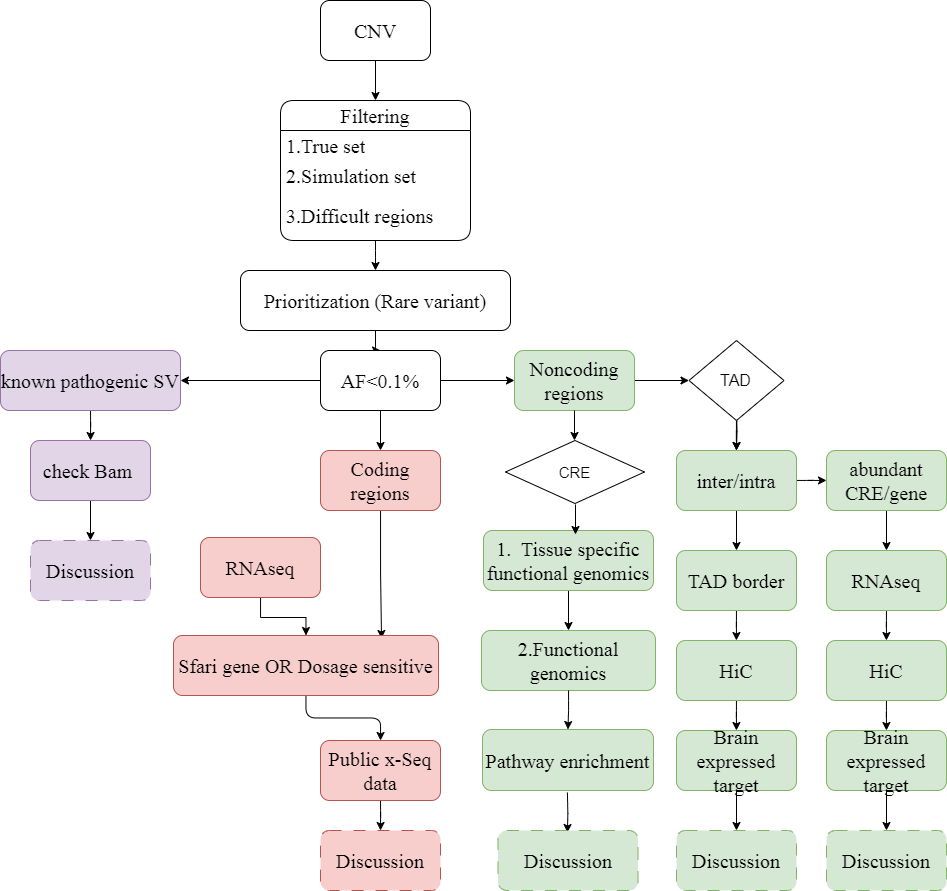 CNV
Filtering
1.True set
2.Simulation set
3.Difficult regions
Prioritization (Rare variant)
known pathogenic SV
AF<0.1%
Noncoding
regions
TAD
check Bam
Coding
regions
CRE
inter/intra
abundant
CRE/gene
Discussion
RNAseq
1. Tissue specific
functional genomics
TAD border
RNAseq
Sfari gene OR Dosage sensitive
2.Functional
genomics
HiC
HiC
Public x-Seq
data
Pathway enrichment
Brain
expressed
target
Brain
expressed
target
Discussion
Discussion
Discussion
Discussion